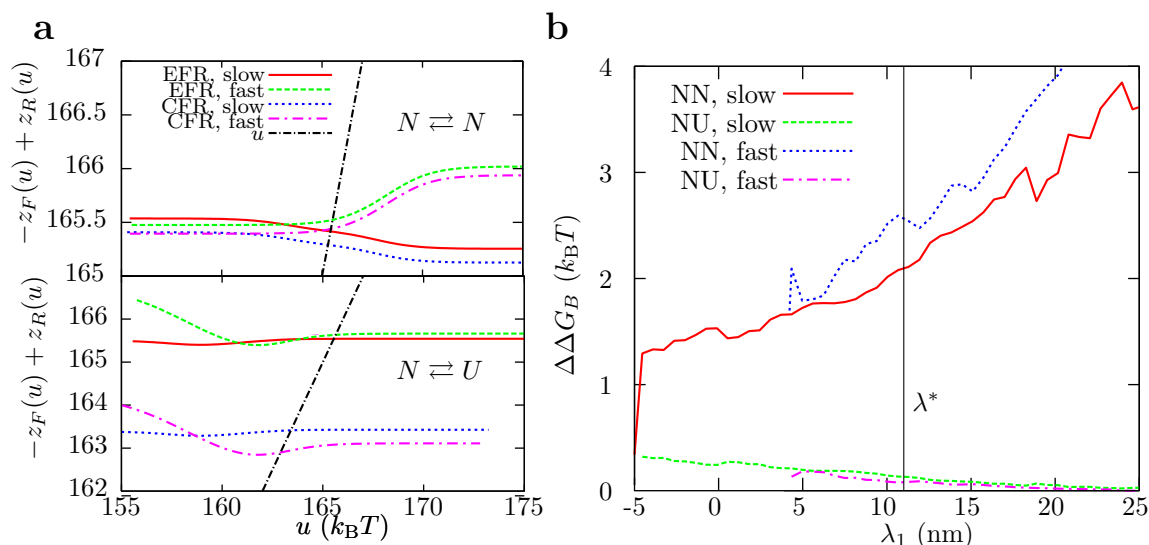 a
−z_F(u) + z_R(u)
167
166.5
166
165.5
165
EFR, slow
EFR, fast
CFR, slow
CFR, fast
u
N ⇄ N
−z_F(u) + z_R(u)
166
165
164
163
162
N ⇄ U
155 160 165 170 175
u (k_BT)
b
ΔΔG_B (k_BT)
4
3
2
1
0
NN, slow
NU, slow
NN, fast
NU, fast
λ*
-5 0 5 10 15 20 25
λ_1 (nm)